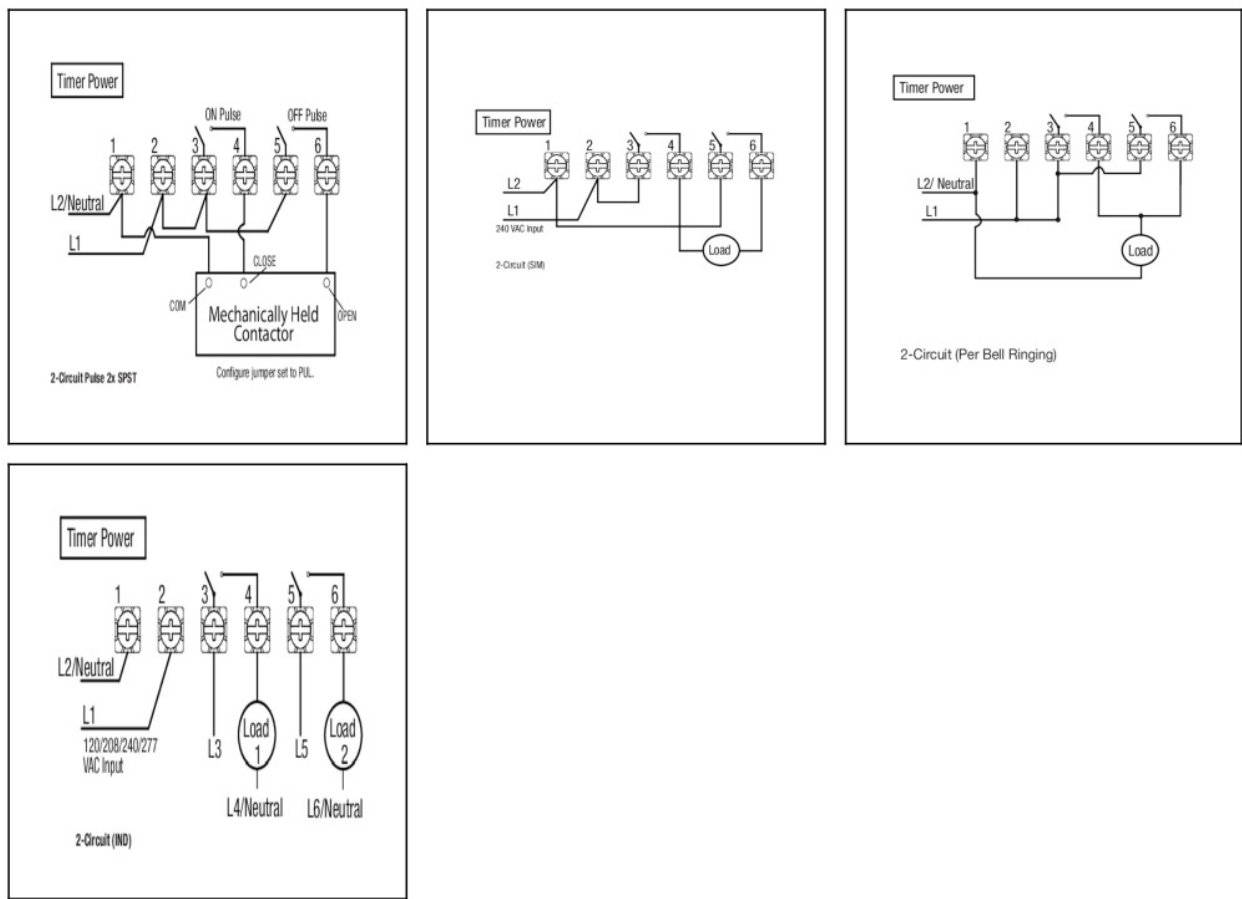 Timer Power
ON Pulse
OFF Pulse
1 2 3 4 5 6
L2/Neutral
L1
CLOSE
COM
OPEN
Mechanically Held
Contactor
2-Circuit Pulse 2x SPST
Configure jumper set to PUL.
Timer Power
1 2 3 4 5 6
L2
L1
240 VAC Input
Load
2-Circuit (SIM)
Timer Power
1 2 3 4 5 6
L2/ Neutral
L1
Load
2-Circuit (Per Bell Ringing)
Timer Power
1 2 3 4 5 6
L2/Neutral
L1
120/208/240/277
VAC Input
L3
Load
1
L5
Load
2
L4/Neutral
L6/Neutral
2-Circuit (IND)